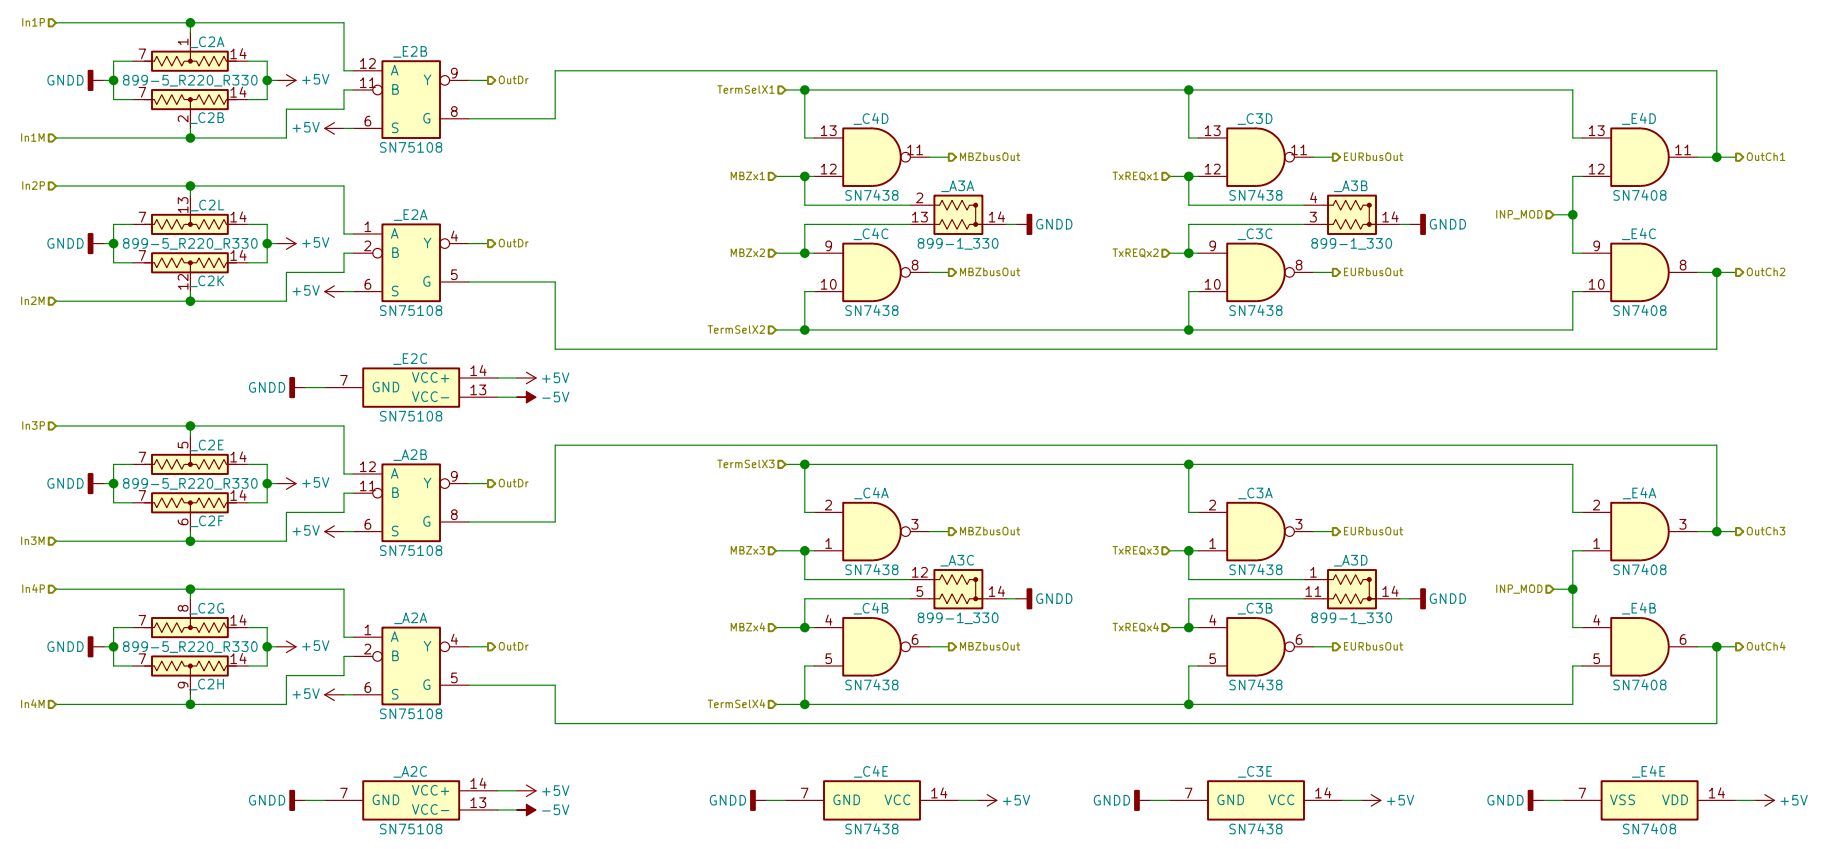 In1P
1
_C2A
7
14
GNDD
899-5_R220_R330
+5V
7
14
2
_C2B
In1M
_E2B
12
A
11
B
Y
9
OutDr
G
8
+5V
6
S
SN75108
In2P
13
_C2L
7
14
GNDD
899-5_R220_R330
+5V
7
14
12
_C2K
In2M
_E2A
1
A
2
B
Y
4
OutDr
G
5
+5V
6
S
SN75108
_E2C
GNDD
7
GND
VCC+
14
+5V
VCC-
13
-5V
SN75108
In3P
5
_C2E
7
14
GNDD
899-5_R220_R330
+5V
7
14
6
_C2F
In3M
_A2B
12
A
11
B
Y
9
OutDr
G
8
+5V
6
S
SN75108
In4P
8
_C2G
7
14
GNDD
899-5_R220_R330
+5V
7
14
9
_C2H
In4M
_A2A
1
A
2
B
Y
4
OutDr
G
5
+5V
6
S
SN75108
_A2C
GNDD
7
GND
VCC+
14
+5V
VCC-
13
-5V
SN75108
TermSelX1
_C4D
13
11
MBZbusOut
MBZx1
12
SN7438
_A3A
2
13
14
GNDD
899-1_330
_C4C
MBZx2
9
8
MBZbusOut
10
SN7438
TermSelX2
_C3D
13
11
EURbusOut
TxREQx1
12
SN7438
_A3B
4
3
14
GNDD
899-1_330
_C3C
TxREQx2
9
8
EURbusOut
10
SN7438
_E4D
13
11
OutCh1
12
SN7408
INP_MOD
_E4C
9
8
OutCh2
10
SN7408
TermSelX3
_C4A
2
3
MBZbusOut
MBZx3
1
SN7438
_A3C
12
5
14
GNDD
899-1_330
_C4B
MBZx4
4
6
MBZbusOut
5
SN7438
TermSelX4
_C3A
2
3
EURbusOut
TxREQx3
1
SN7438
_A3D
1
11
14
GNDD
899-1_330
_C3B
TxREQx4
4
6
EURbusOut
5
SN7438
_E4A
2
3
OutCh3
1
SN7408
INP_MOD
_E4B
4
6
OutCh4
5
SN7408
_C4E
GNDD
7
GND
VCC
14
+5V
SN7438
_C3E
GNDD
7
GND
VCC
14
+5V
SN7438
_E4E
GNDD
7
VSS
VDD
14
+5V
SN7408